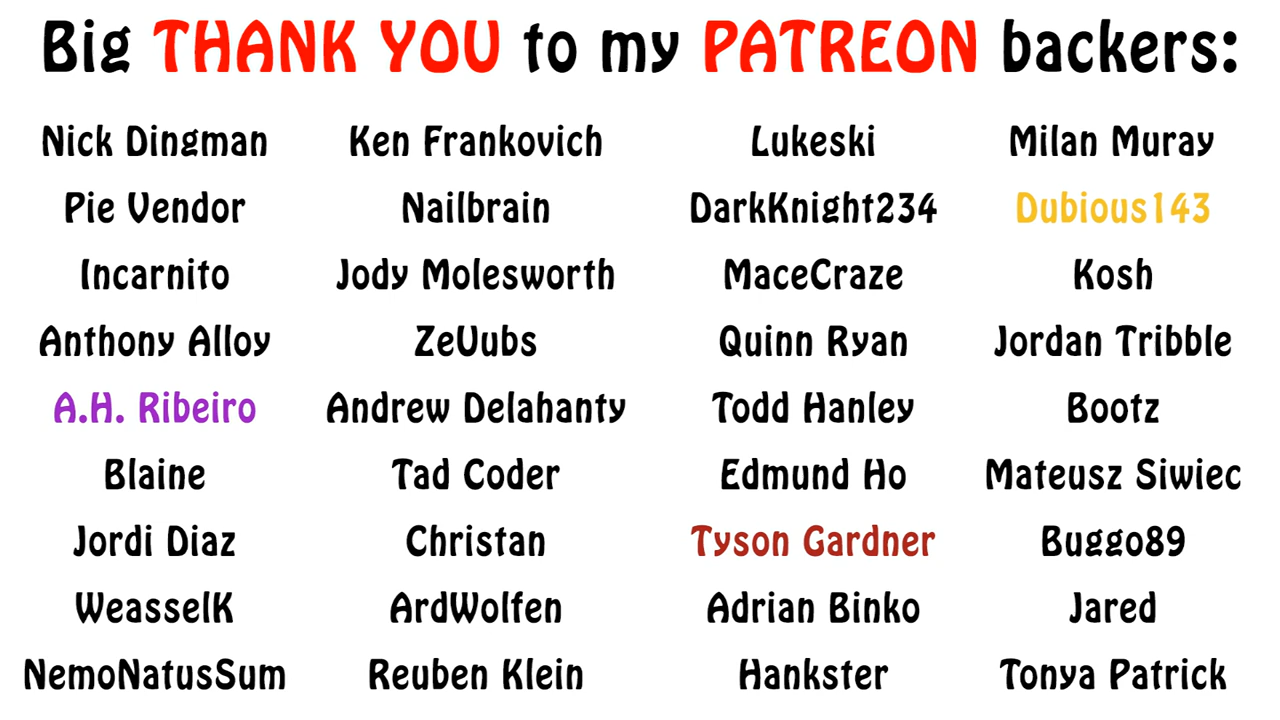 Big THANK YOU to my PATREON backers:
Nick Dingman Ken Frankovich Lukeski Milan Muray
Pie Vendor Nailbrain DarkKnight234 Dubious143
Incarnito Jody Molesworth MaceCraze Kosh
Anthony Alloy ZeVubs Quinn Ryan Jordan Tribble
A.H. Ribeiro Andrew Delahanty Todd Hanley Bootz
Blaine Tad Coder Edmund Ho Mateusz Siwiec
Jordi Diaz Christan Tyson Gardner Buggo89
WeasselK ArdWolfen Adrian Binko Jared
NemoNatusSum Reuben Klein Hankster Tonya Patrick